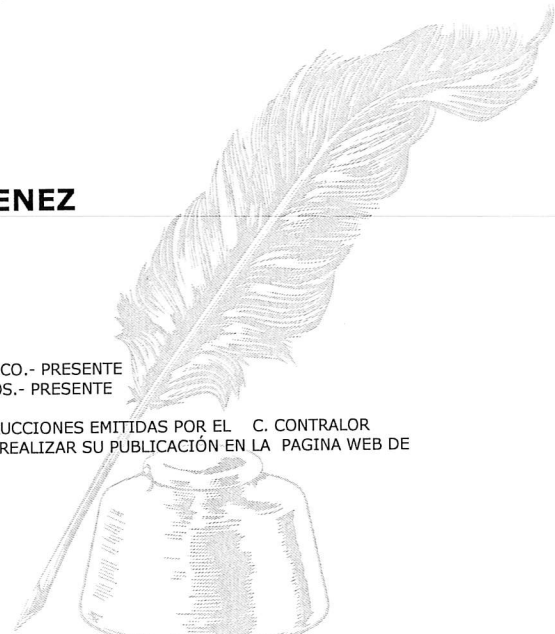 ENEZ
CO.- PRESENTE
OS.- PRESENTE
UCCIONES EMITIDAS POR EL C. CONTRALOR
REALIZAR SU PUBLICACIÓN EN LA PAGINA WEB DE